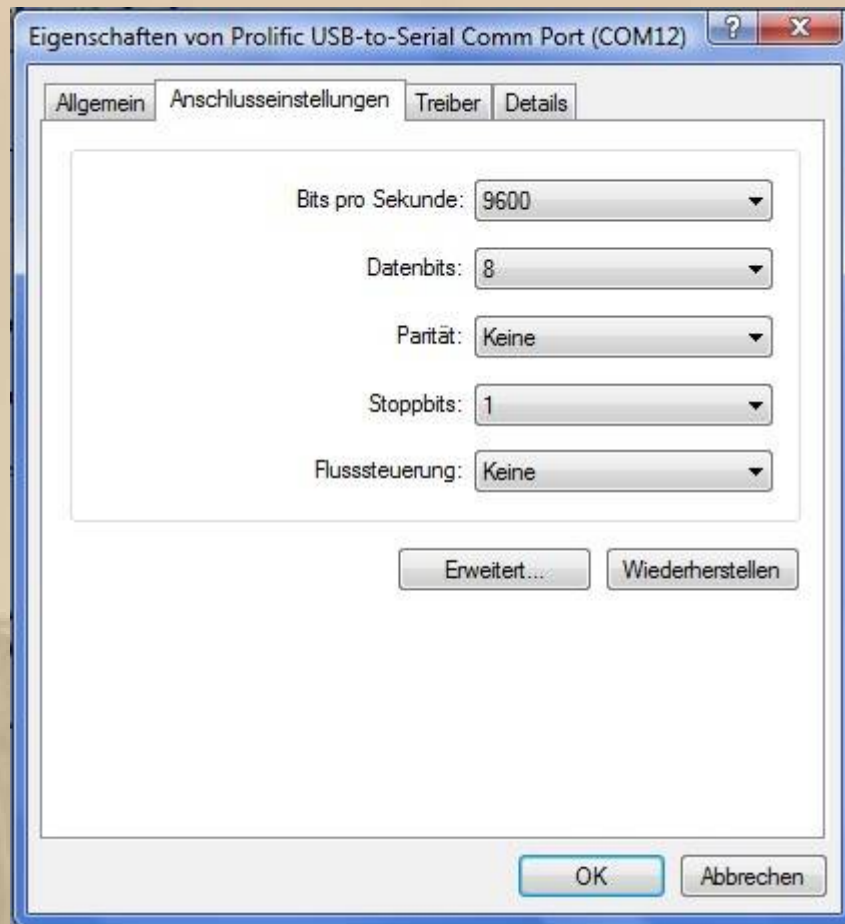 Eigenschaften von Prolific USB-to-Serial Comm Port (COM12)
Allgemein Anschlusseinstellungen Treiber Details
Bits pro Sekunde: 9600
Datenbits: 8
Parität: Keine
Stoppbits: 1
Flusssteuerung: Keine
Erweitert... Wiederherstellen
OK Abbrechen